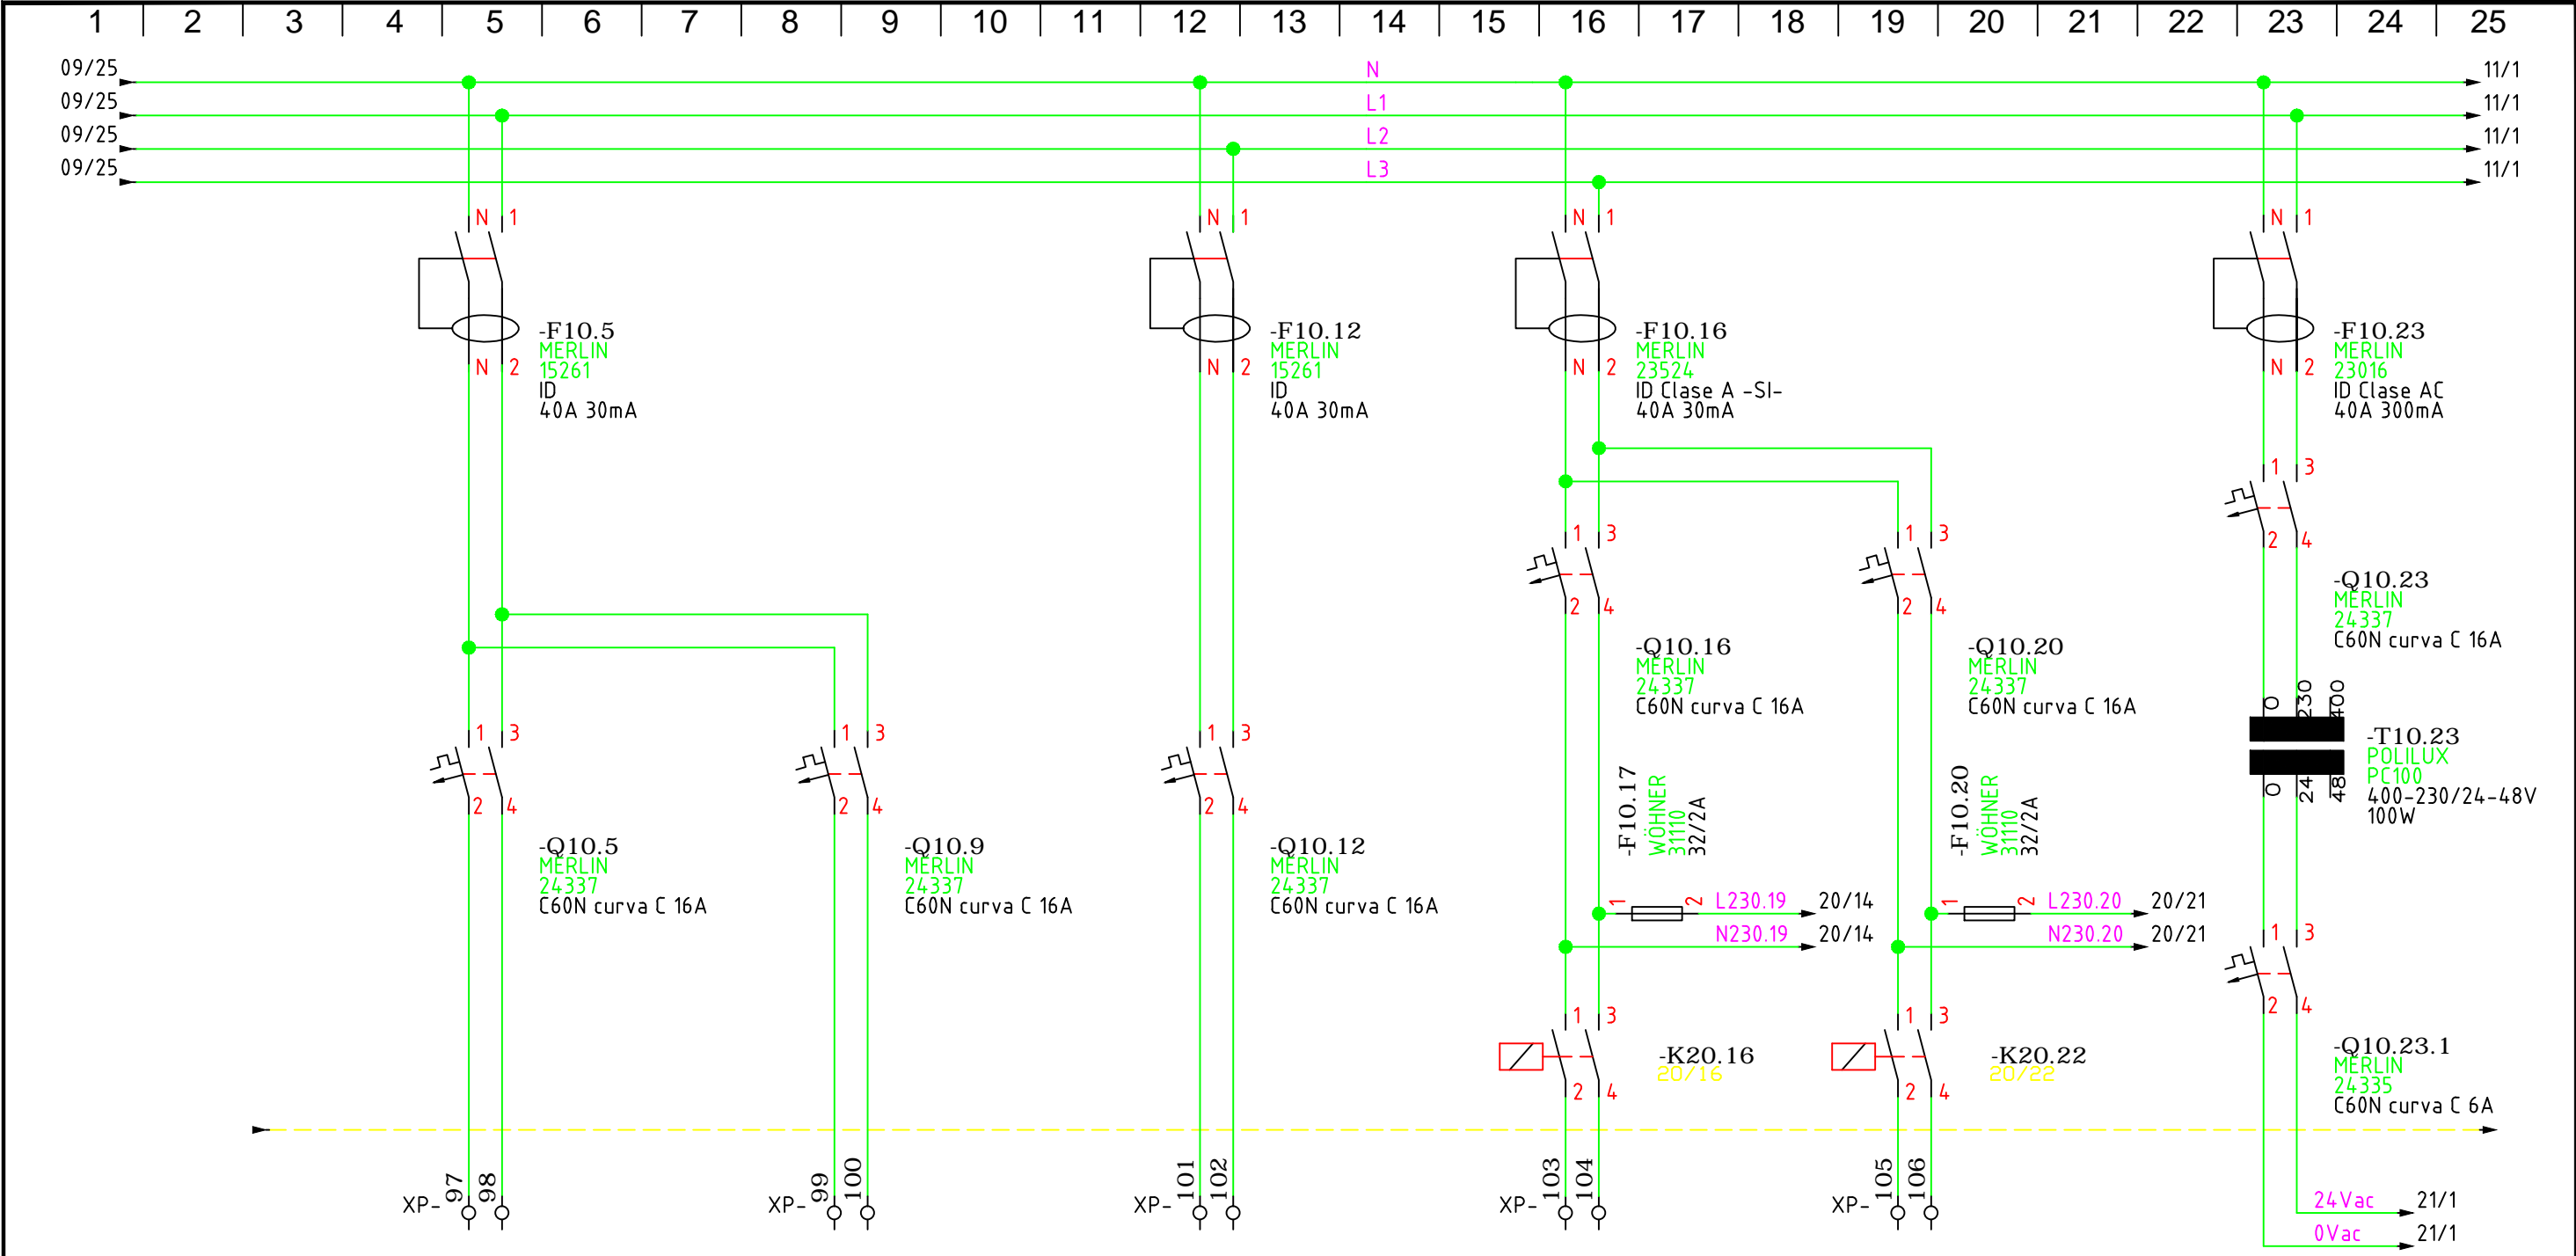 1 2 3 4 5 6 7 8 9 10 11 12 13 14 15 16 17 18 19 20 21 22 23 24 25
09/25 N 11/1
09/25 L1 11/1
09/25 L2 11/1
09/25 L3 11/1
N 1 N 1 N 1 N 1
-F10.5
MERLIN
15261
ID
40A 30mA
N 2
-F10.12
MERLIN
15261
ID
40A 30mA
N 2
-F10.16
MERLIN
23524
ID Clase A -SI-
40A 30mA
N 2
-F10.23
MERLIN
23016
ID Clase AC
40A 300mA
N 2
1 3
2 4
-Q10.23
MERLIN
24337
C60N curva C 16A
1 3
2 4
-Q10.16
MERLIN
24337
C60N curva C 16A
1 3
2 4
-Q10.20
MERLIN
24337
C60N curva C 16A
0 230 400
-T10.23
POLILUX
PC100
400-230/24-48V
100W
0 24 48
1 3
2 4
-Q10.5
MERLIN
24337
C60N curva C 16A
1 3
2 4
-Q10.9
MERLIN
24337
C60N curva C 16A
1 3
2 4
-Q10.12
MERLIN
24337
C60N curva C 16A
-F10.17
WÖHNER
31110
32/2A
1 2 L230.19 20/14
N230.19 20/14
-F10.20
WÖHNER
31110
32/2A
1 2 L230.20 20/21
N230.20 20/21
1 3
2 4
-Q10.23.1
MERLIN
24335
C60N curva C 6A
1 3
2 4
-K20.16
20/16
1 3
2 4
-K20.22
20/22
XP- 97 98
XP- 99 100
XP- 101 102
XP- 103 104
XP- 105 106
24Vac 21/1
0Vac 21/1